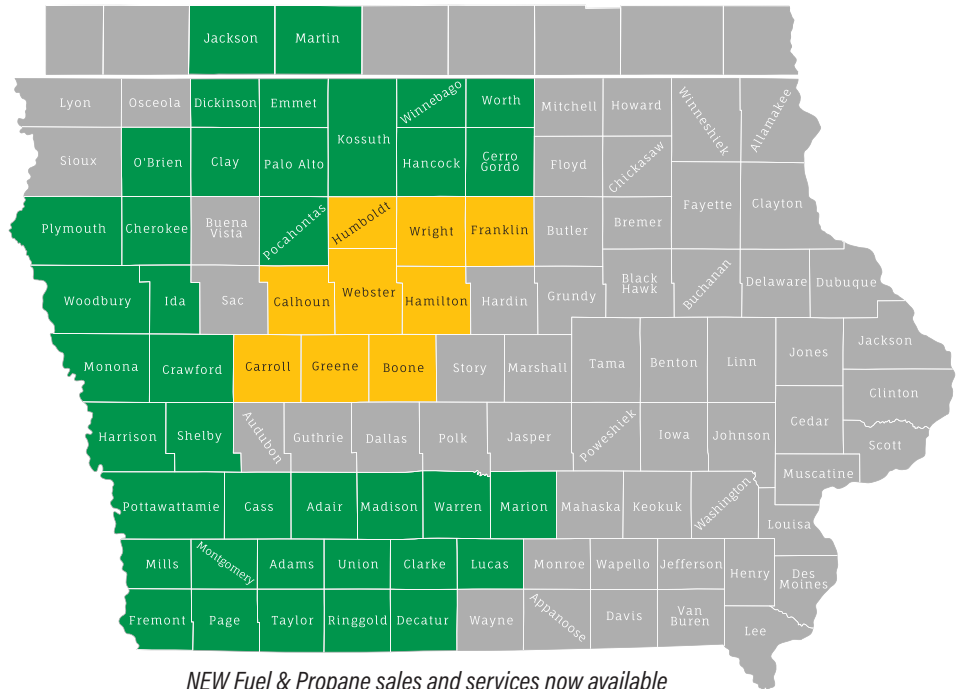 Jackson
Martin
Lyon
Osceola
Dickinson
Emmet
Kossuth
Winnebago
Worth
Mitchell
Howard
Winneshiek
Allamakee
Sioux
O'Brien
Clay
Palo Alto
Hancock
Cerro
Gordo
Floyd
Chickasaw
Fayette
Clayton
Plymouth
Cherokee
Buena
Vista
Pocahontas
Humboldt
Wright
Franklin
Butler
Bremer
Woodbury
Ida
Sac
Calhoun
Webster
Hamilton
Hardin
Grundy
Black
Hawk
Buchanan
Delaware
Dubuque
Monona
Crawford
Carroll
Greene
Boone
Story
Marshall
Tama
Benton
Linn
Jones
Jackson
Clinton
Harrison
Shelby
Audubon
Guthrie
Dallas
Polk
Jasper
Poweshiek
Iowa
Johnson
Cedar
Scott
Muscatine
Pottawattamie
Cass
Adair
Madison
Warren
Marion
Mahaska
Keokuk
Washington
Louisa
Mills
Montgomery
Adams
Union
Clarke
Lucas
Monroe
Wapello
Jefferson
Henry
Des
Moines
Fremont
Page
Taylor
Ringgold
Decatur
Wayne
Appanoose
Davis
Van
Buren
Lee
NEW Fuel & Propane sales and services now available